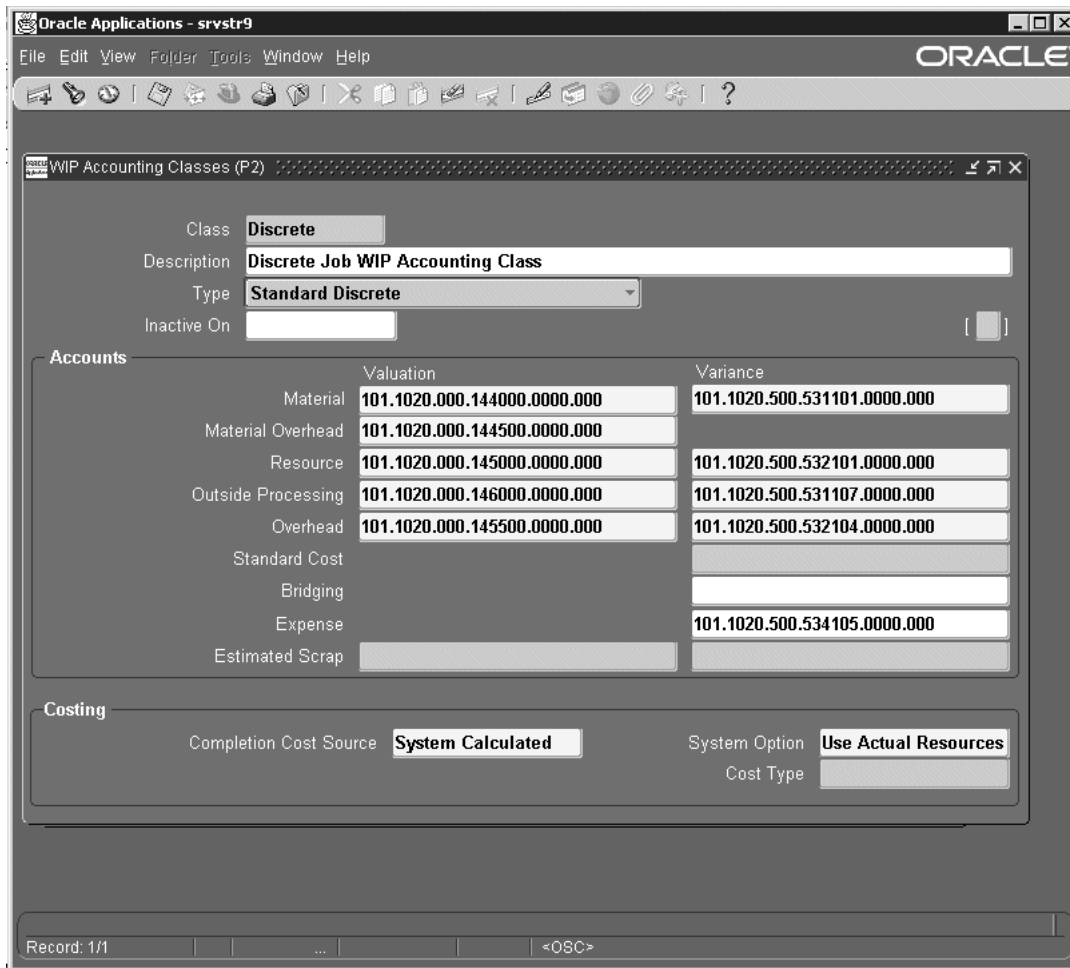 Oracle Applications - srvstr9
File Edit View Folder Tools Window Help
ORACLE
WIP Accounting Classes (P2)
Class Discrete
Description Discrete Job WIP Accounting Class
Type Standard Discrete
Inactive On
[ ]
Accounts
Valuation Variance
Material 101.1020.000.144000.0000.000 101.1020.500.531101.0000.000
Material Overhead 101.1020.000.144500.0000.000
Resource 101.1020.000.145000.0000.000 101.1020.500.532101.0000.000
Outside Processing 101.1020.000.146000.0000.000 101.1020.500.531107.0000.000
Overhead 101.1020.000.145500.0000.000 101.1020.500.532104.0000.000
Standard Cost
Bridging
Expense 101.1020.500.534105.0000.000
Estimated Scrap
Costing
Completion Cost Source System Calculated System Option Use Actual Resources
Cost Type
Record: 1/1 ... <OSC>